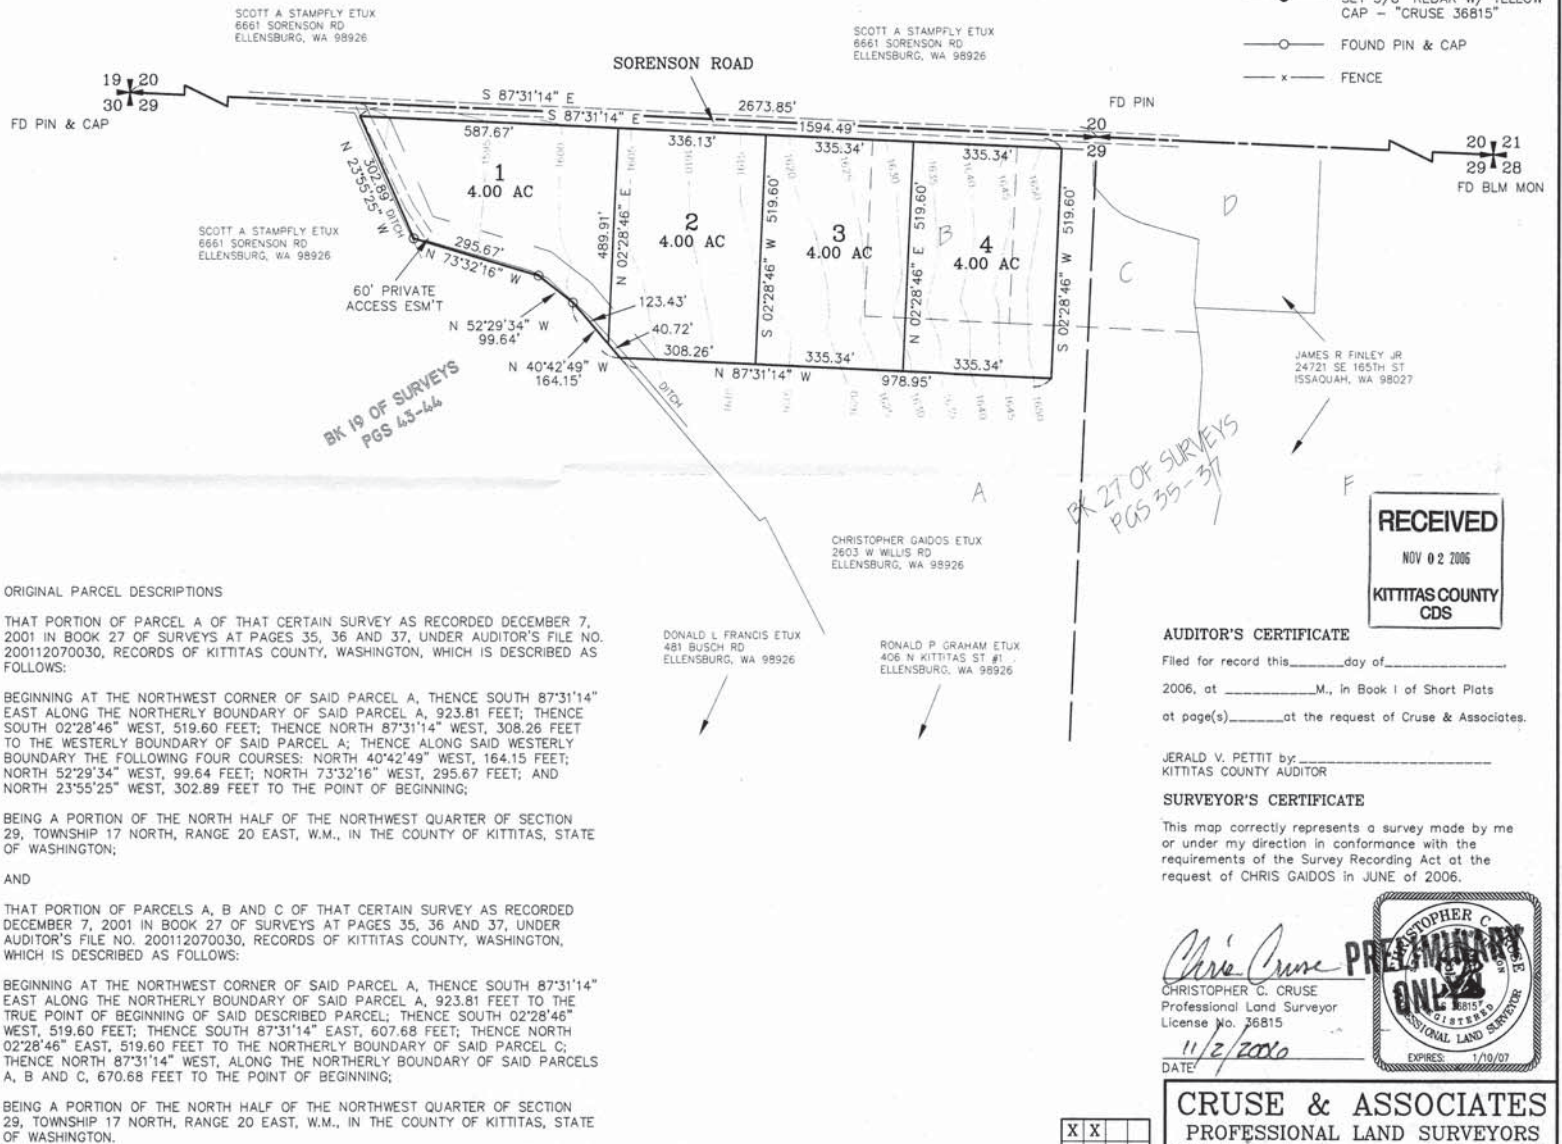 SCOTT A STAMPFLY ETUX
6661 SORENSON RD
ELLENSBURG, WA 98926
SCOTT A STAMPFLY ETUX
6661 SORENSON RD
ELLENSBURG, WA 98926
CAP - "CRUSE 36815"
FOUND PIN & CAP
x FENCE
SORENSON ROAD
19 20
30 29
FD PIN & CAP
S 87°31'14" E
2673.85'
S 87°31'14" E
1594.49'
FD PIN
20
29
20 21
29 28
FD BLM MON
587.67'
336.13'
335.34'
335.34'
1
4.00 AC
2
4.00 AC
3
4.00 AC
4
4.00 AC
B
C
D
302.89'
N 23°55'25" W
DITCH
SCOTT A STAMPFLY ETUX
6661 SORENSON RD
ELLENSBURG, WA 98926
295.67'
N 73°32'16" W
489.91'
N 02°28'46" E
S 02°28'46" W 519.60'
N 02°28'46" E 519.60'
S 02°28'46" W 519.60'
60' PRIVATE
ACCESS ESM'T
N 52°29'34" W
99.64'
123.43'
40.72'
N 40°42'49" W
164.15'
308.26'
335.34'
335.34'
N 87°31'14" W
978.95'
DITCH
BK 19 OF SURVEYS
PGS 43-44
JAMES R FINLEY JR
24721 SE 165TH ST
ISSAQUAH, WA 98027
BK 27 OF SURVEYS
PGS 35-37
A
F
RECEIVED
NOV 02 2006
KITTITAS COUNTY
CDS
CHRISTOPHER GAIDOS ETUX
2603 W WILLIS RD
ELLENSBURG, WA 98926
DONALD L FRANCIS ETUX
481 BUSCH RD
ELLENSBURG, WA 98926
RONALD P GRAHAM ETUX
406 N KITTITAS ST #1
ELLENSBURG, WA 98926
ORIGINAL PARCEL DESCRIPTIONS
THAT PORTION OF PARCEL A OF THAT CERTAIN SURVEY AS RECORDED DECEMBER 7,
2001 IN BOOK 27 OF SURVEYS AT PAGES 35, 36 AND 37, UNDER AUDITOR'S FILE NO.
200112070030, RECORDS OF KITTITAS COUNTY, WASHINGTON, WHICH IS DESCRIBED AS
FOLLOWS:
BEGINNING AT THE NORTHWEST CORNER OF SAID PARCEL A, THENCE SOUTH 87°31'14"
EAST ALONG THE NORTHERLY BOUNDARY OF SAID PARCEL A, 923.81 FEET; THENCE
SOUTH 02°28'46" WEST, 519.60 FEET; THENCE NORTH 87°31'14" WEST, 308.26 FEET
TO THE WESTERLY BOUNDARY OF SAID PARCEL A; THENCE ALONG SAID WESTERLY
BOUNDARY THE FOLLOWING FOUR COURSES: NORTH 40°42'49" WEST, 164.15 FEET;
NORTH 52°29'34" WEST, 99.64 FEET; NORTH 73°32'16" WEST, 295.67 FEET; AND
NORTH 23°55'25" WEST, 302.89 FEET TO THE POINT OF BEGINNING;
BEING A PORTION OF THE NORTH HALF OF THE NORTHWEST QUARTER OF SECTION
29, TOWNSHIP 17 NORTH, RANGE 20 EAST, W.M., IN THE COUNTY OF KITTITAS, STATE
OF WASHINGTON;
AND
THAT PORTION OF PARCELS A, B AND C OF THAT CERTAIN SURVEY AS RECORDED
DECEMBER 7, 2001 IN BOOK 27 OF SURVEYS AT PAGES 35, 36 AND 37, UNDER
AUDITOR'S FILE NO. 200112070030, RECORDS OF KITTITAS COUNTY, WASHINGTON,
WHICH IS DESCRIBED AS FOLLOWS:
BEGINNING AT THE NORTHWEST CORNER OF SAID PARCEL A, THENCE SOUTH 87°31'14"
EAST ALONG THE NORTHERLY BOUNDARY OF SAID PARCEL A, 923.81 FEET TO THE
TRUE POINT OF BEGINNING OF SAID DESCRIBED PARCEL; THENCE SOUTH 02°28'46"
WEST, 519.60 FEET; THENCE SOUTH 87°31'14" EAST, 607.68 FEET; THENCE NORTH
02°28'46" EAST, 519.60 FEET TO THE NORTHERLY BOUNDARY OF SAID PARCEL C;
THENCE NORTH 87°31'14" WEST, ALONG THE NORTHERLY BOUNDARY OF SAID PARCELS
A, B AND C, 670.68 FEET TO THE POINT OF BEGINNING;
BEING A PORTION OF THE NORTH HALF OF THE NORTHWEST QUARTER OF SECTION
29, TOWNSHIP 17 NORTH, RANGE 20 EAST, W.M., IN THE COUNTY OF KITTITAS, STATE
OF WASHINGTON.
AUDITOR'S CERTIFICATE
Filed for record this______day of____________,
2006, at _________M., in Book I of Short Plats
at page(s)______at the request of Cruse & Associates.
JERALD V. PETTIT by:____________________
KITTITAS COUNTY AUDITOR
SURVEYOR'S CERTIFICATE
This map correctly represents a survey made by me
or under my direction in conformance with the
requirements of the Survey Recording Act at the
request of CHRIS GAIDOS in JUNE of 2006.
Chris Cruse
CHRISTOPHER C. CRUSE
Professional Land Surveyor
License No. 36815
11/2/2006
DATE
PRELIMINARY
ONLY
CHRISTOPHER C. CRUSE
36815
REGISTERED
PROFESSIONAL LAND SURVEYOR
EXPIRES: 1/10/07
X X
CRUSE & ASSOCIATES
PROFESSIONAL LAND SURVEYORS